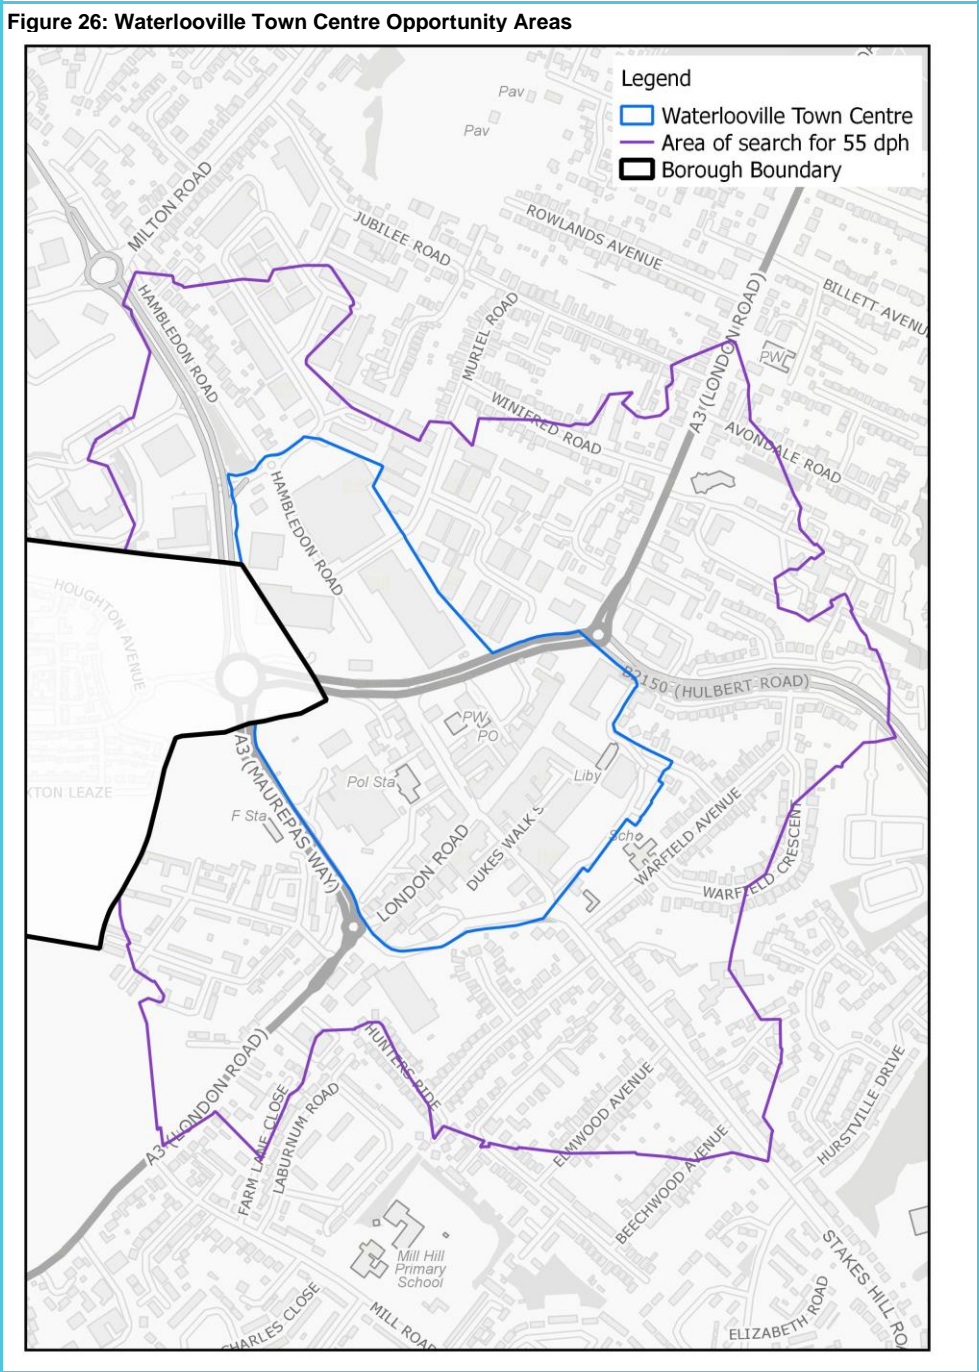 Figure 26: Waterlooville Town Centre Opportunity Areas
Legend
Waterlooville Town Centre
Area of search for 55 dph
Borough Boundary
Pav
Pav
MILTON ROAD
JUBILEE ROAD
ROWLANDS AVENUE
BILLETT AVENU
HAMBLEDON ROAD
MURIEL ROAD
A3 (LONDON ROAD)
PW
WINIFRED ROAD
AVONDALE ROAD
HAMBLEDON ROAD
HOUGHTON AVENUE
B2150 (HULBERT ROAD)
PW
PO
A3 (MAUREPAS WAY)
Pol Sta
Liby
XTON LEAZE
F Sta
LONDON ROAD
DUKES WALK S
Sch
WARFIELD AVENUE
WARFIELD CRESCENT
A3 (LONDON ROAD)
HUNTERS RIDE
FARM LANE CLOSE
LABURNUM ROAD
ELMWOOD AVENUE
BEECHWOOD AVENUE
HURSTVILLE DRIVE
Mill Hill
Primary
School
STAKES HILL RO
CHARLES CLOSE
MILL ROAD
ELIZABETH ROAD